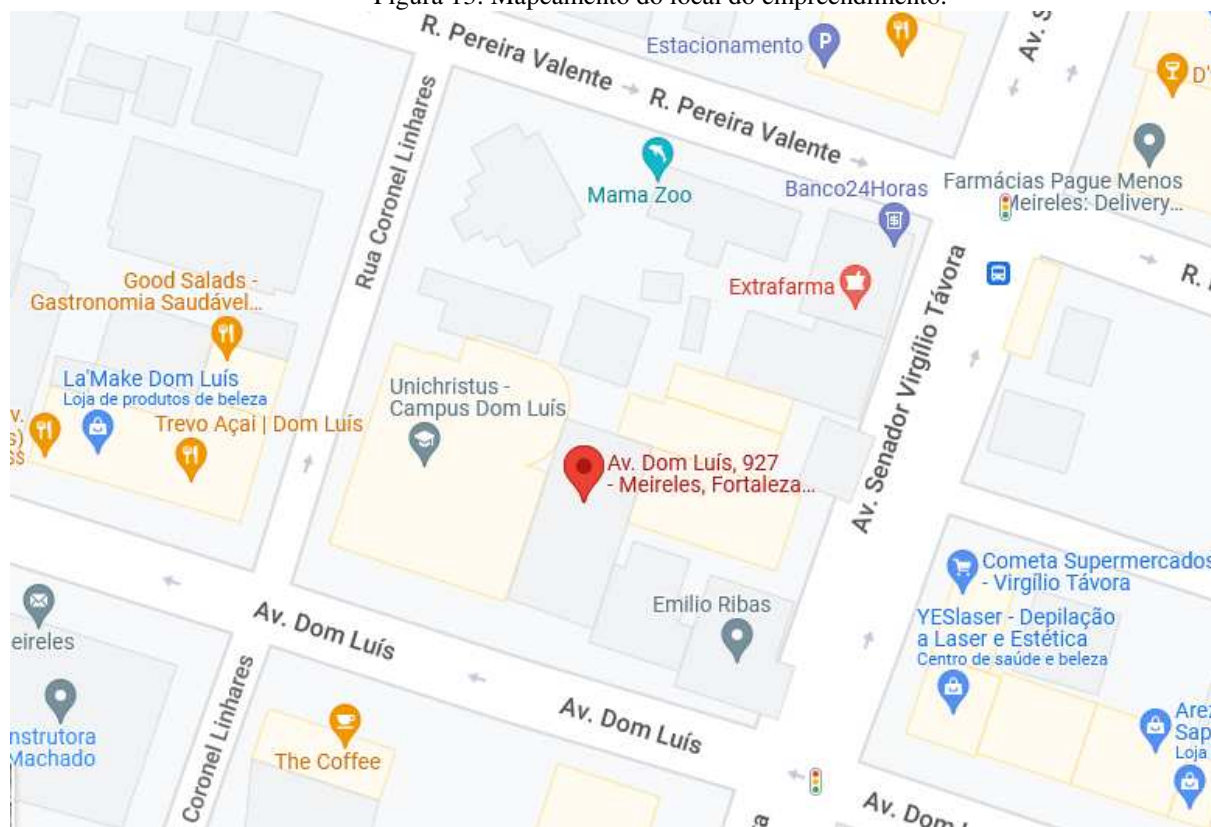 Figura 13: Mapeamento do local do empreendimento.
R. Pereira Valente
R. Pereira Valente
Estacionamento
Av. S
D'
Rua Coronel Linhares
Mama Zoo
Banco24Horas
Farmácias Pague Menos
Meireles: Delivery...
Good Salads -
Gastronomia Saudável...
Extrafarma
R.
Av. Senador Virgílio Távora
La'Make Dom Luís
Loja de produtos de beleza
Unichristus -
Campus Dom Luís
v.
s)
ss
Trevo Açai | Dom Luís
Av. Dom Luís, 927
- Meireles, Fortaleza...
Cometa Supermercados
- Virgílio Távora
Emilio Ribas
YESlaser - Depilação
a Laser e Estética
Centro de saúde e beleza
eireles
Av. Dom Luís
Av. Dom Luís
Coronel Linhares
nstrutora
Machado
The Coffee
Arez
Sap
Loja
Av. Dom L
a